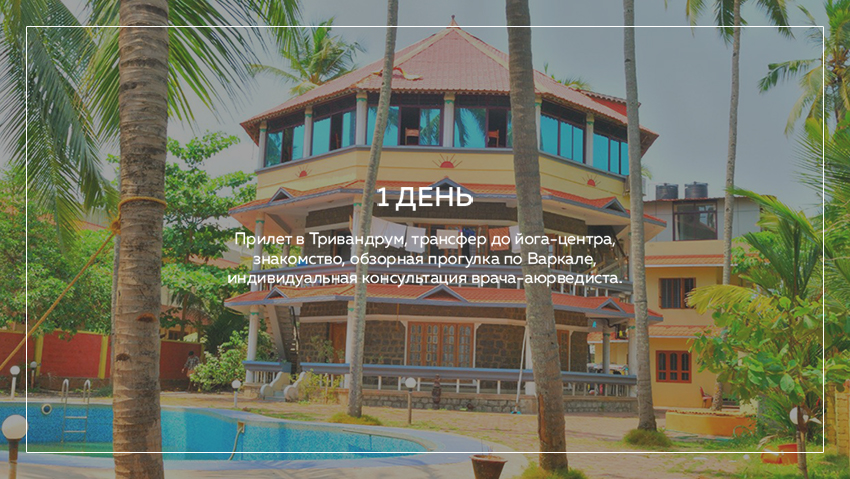 1 ДЕНЬ
Прилет в Тривандрум, трансфер до йога-центра,
знакомство, обзорная прогулка по Варкале,
индивидуальная консультация врача-аюрведиста.